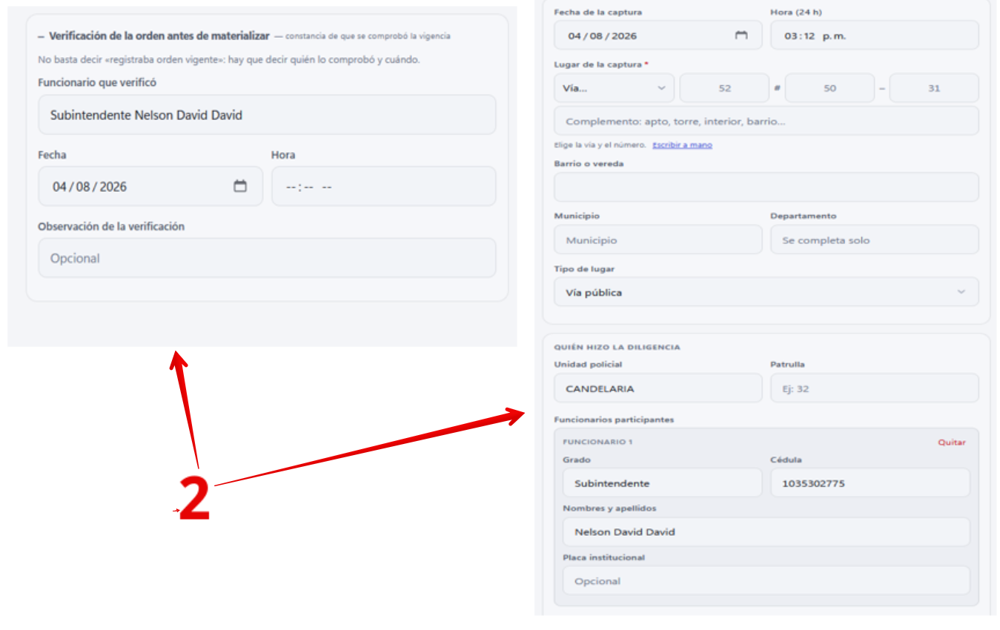 – Verificación de la orden antes de materializar — constancia de que se comprobó la vigencia
No basta decir «registraba orden vigente»: hay que decir quién lo comprobó y cuándo.
Funcionario que verificó
Subintendente Nelson David David
Fecha Hora
04/08/2026 --:-- --
Observación de la verificación
Opcional
2
Fecha de la captura Hora (24 h)
04/08/2026 03:12 p.m.
Lugar de la captura *
Vía... 52 # 50 – 31
Complemento: apto, torre, interior, barrio...
Elige la vía y el número. Escribir a mano
Barrio o vereda
Municipio Departamento
Municipio Se completa solo
Tipo de lugar
Vía pública
QUIÉN HIZO LA DILIGENCIA
Unidad policial Patrulla
CANDELARIA Ej: 32
Funcionarios participantes
FUNCIONARIO 1 Quitar
Grado Cédula
Subintendente 1035302775
Nombres y apellidos
Nelson David David
Placa institucional
Opcional